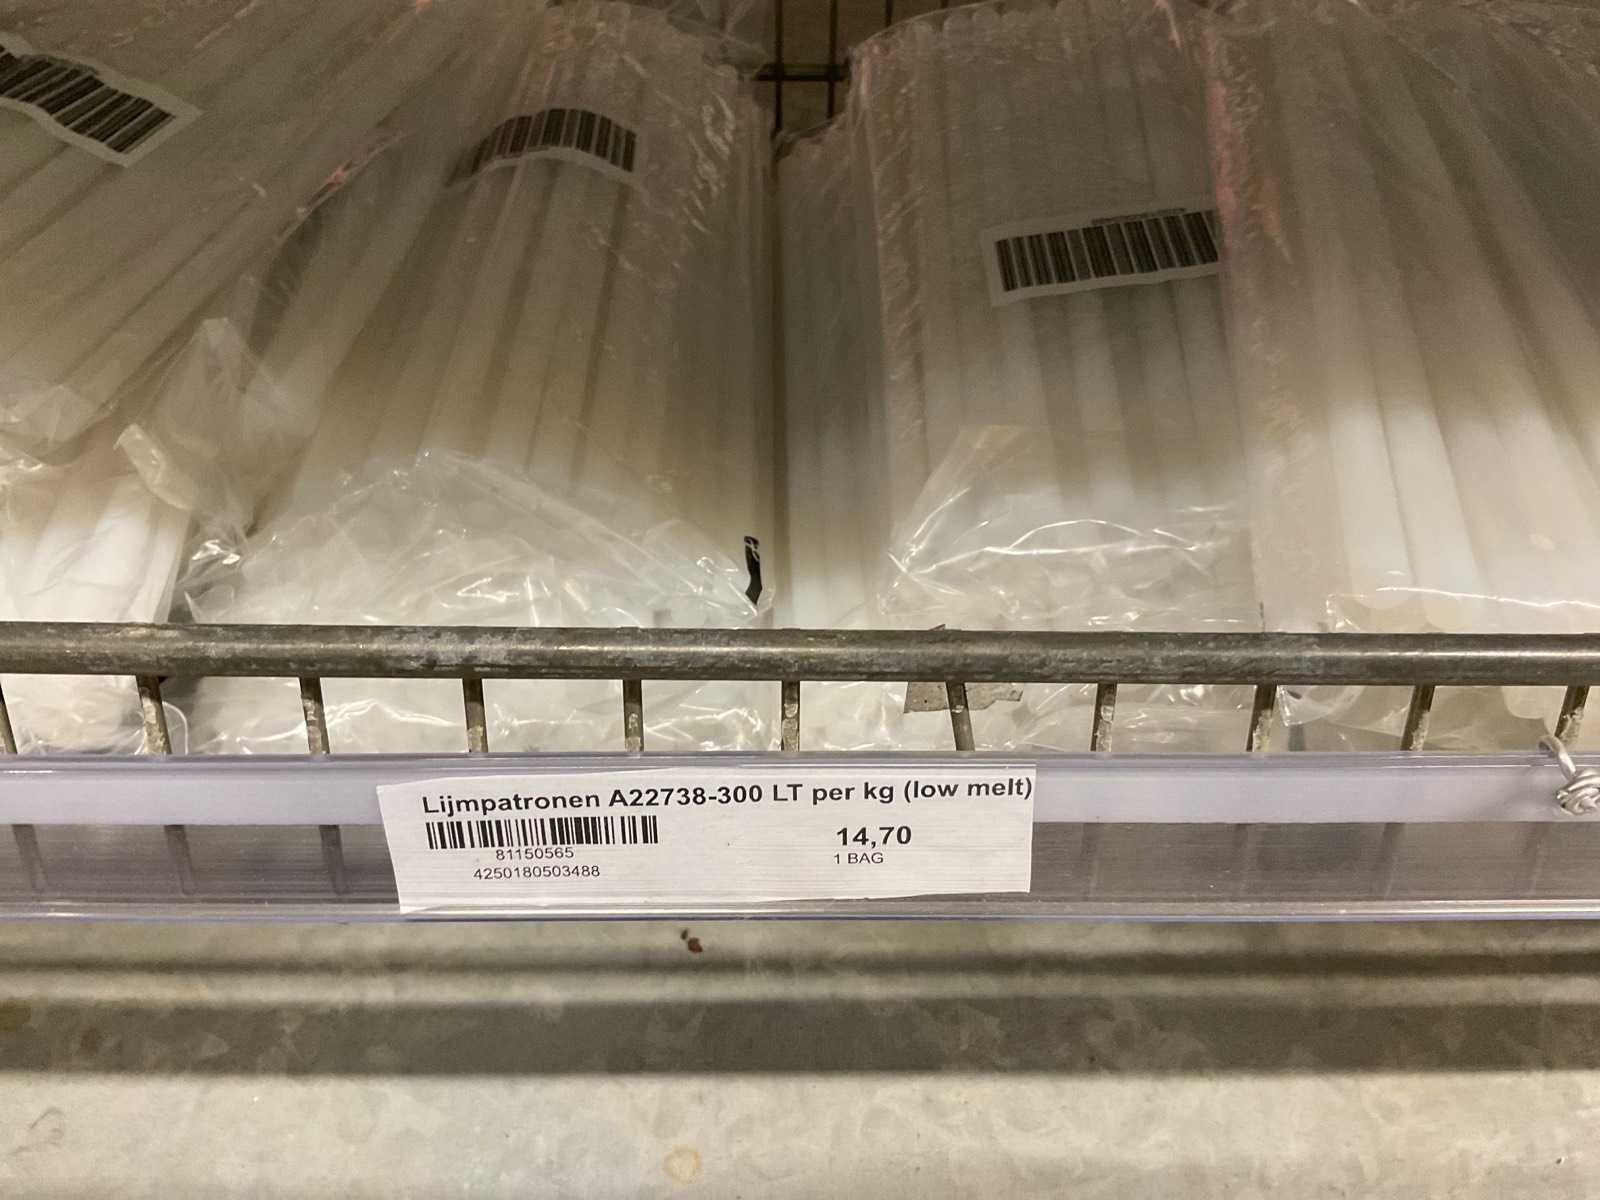 Lijmpatronen A22738-300 LT per kg (low melt)
81150565
14,70
4250180503488
1 BAG